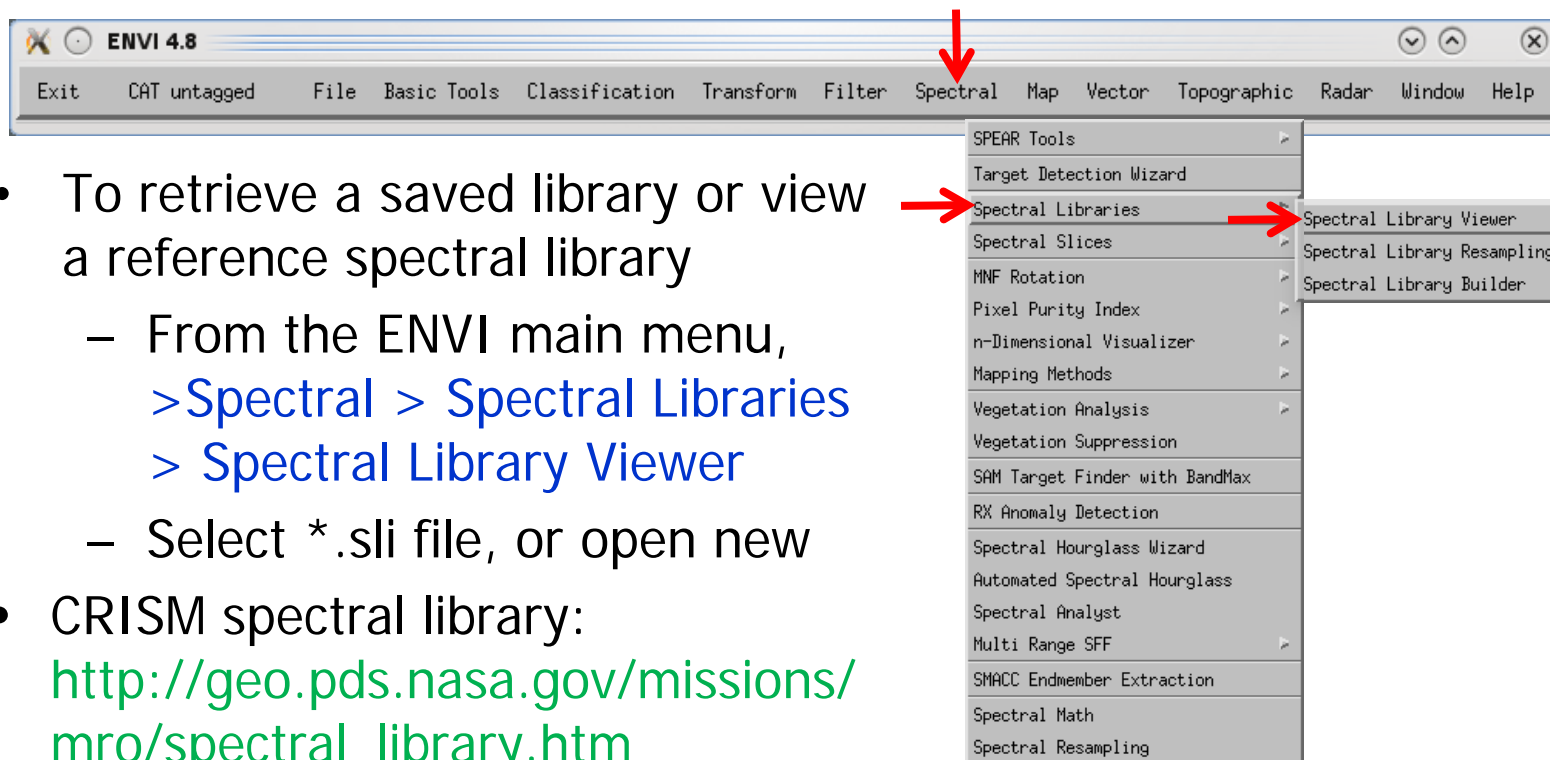 ENVI 4.8
Exit CAT untagged File Basic Tools Classification Transform Filter Spectral Map Vector Topographic Radar Window Help
• To retrieve a saved library or view
a reference spectral library
– From the ENVI main menu,
>Spectral > Spectral Libraries
> Spectral Library Viewer
– Select *.sli file, or open new
• CRISM spectral library:
http://geo.pds.nasa.gov/missions/
mro/spectral_library.htm
SPEAR Tools
Target Detection Wizard
Spectral Libraries
Spectral Slices
MNF Rotation
Pixel Purity Index
n-Dimensional Visualizer
Mapping Methods
Vegetation Analysis
Vegetation Suppression
SAM Target Finder with BandMax
RX Anomaly Detection
Spectral Hourglass Wizard
Automated Spectral Hourglass
Spectral Analyst
Multi Range SFF
SMACC Endmember Extraction
Spectral Math
Spectral Resampling
Spectral Library Viewer
Spectral Library Resampling
Spectral Library Builder